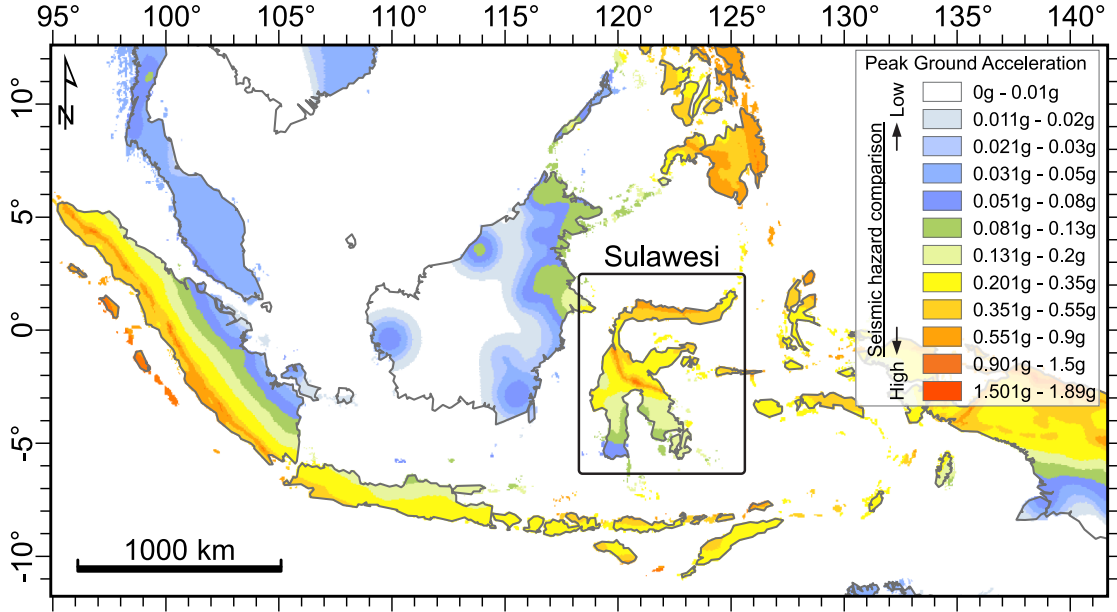 95° 100° 105° 110° 115° 120° 125° 130° 135° 140°
10°
5°
0°
-5°
-10°
N
Sulawesi
1000 km
Peak Ground Acceleration
Seismic hazard comparison
Low
High
0g - 0.01g
0.011g - 0.02g
0.021g - 0.03g
0.031g - 0.05g
0.051g - 0.08g
0.081g - 0.13g
0.131g - 0.2g
0.201g - 0.35g
0.351g - 0.55g
0.551g - 0.9g
0.901g - 1.5g
1.501g - 1.89g